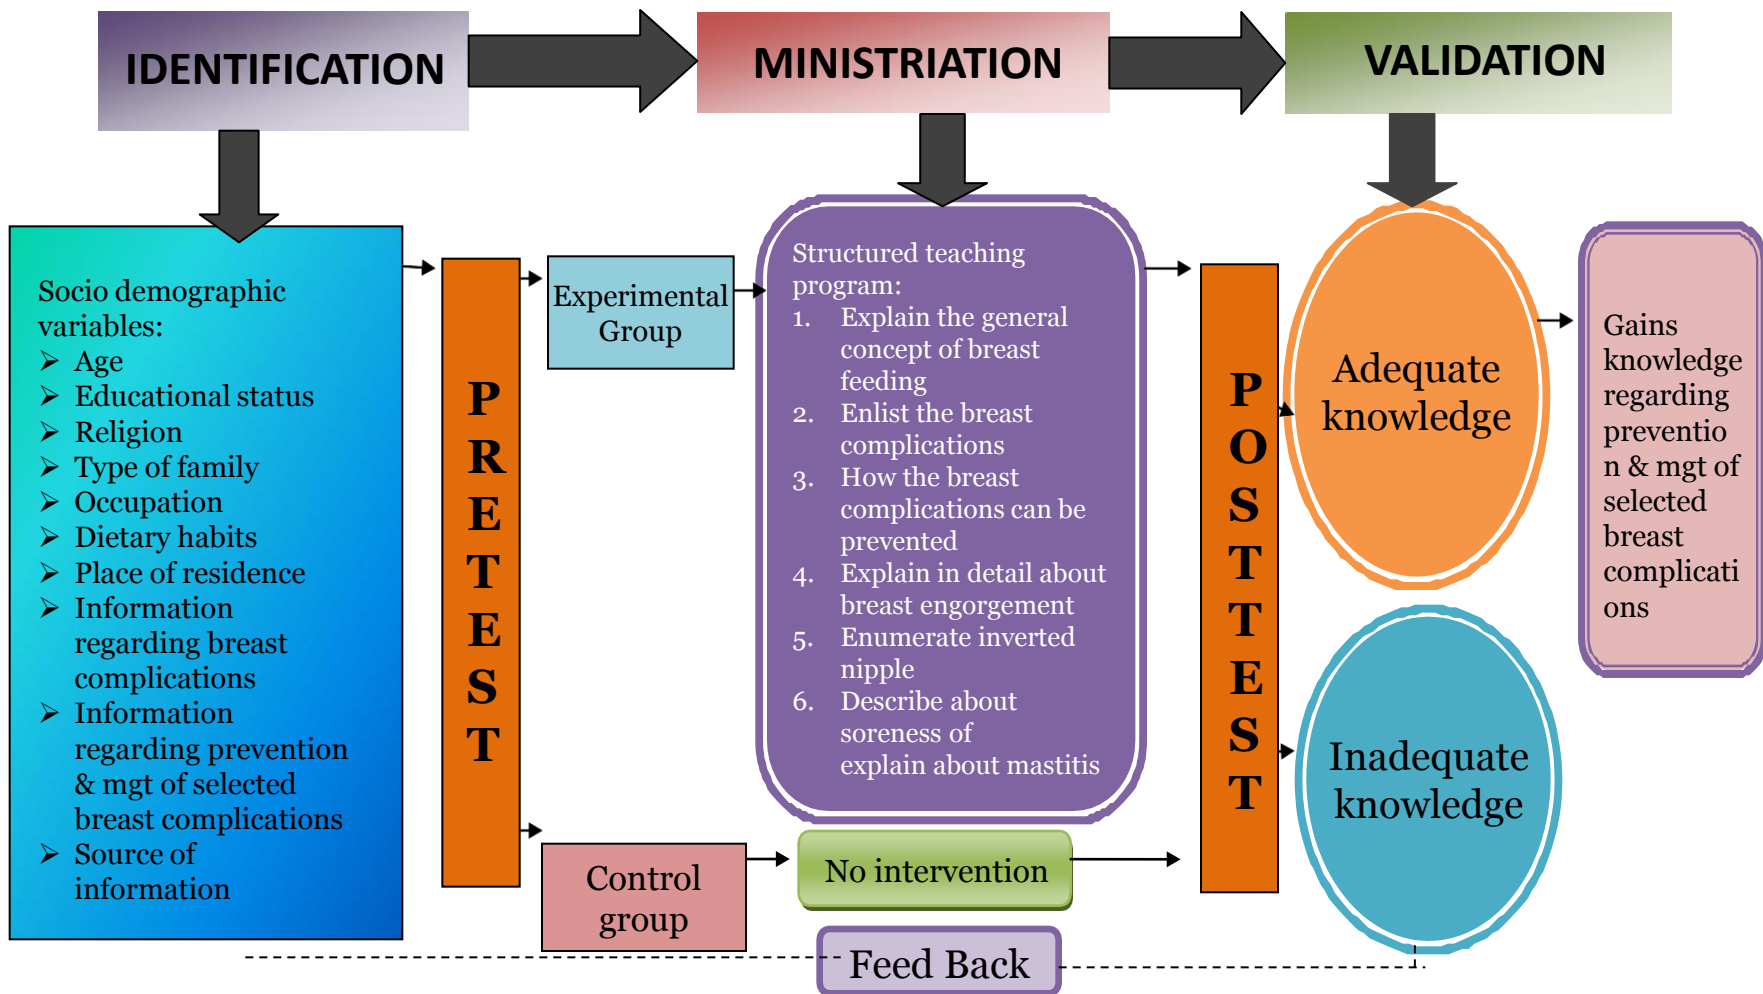 IDENTIFICATION
MINISTRIATION
VALIDATION
Socio demographic
variables:
➢ Age
➢ Educational status
➢ Religion
➢ Type of family
➢ Occupation
➢ Dietary habits
➢ Place of residence
➢ Information
regarding breast
complications
➢ Information
regarding prevention
& mgt of selected
breast complications
➢ Source of
information
P
R
E
T
E
S
T
Experimental
Group
Control
group
Structured teaching
program:
1. Explain the general
concept of breast
feeding
2. Enlist the breast
complications
3. How the breast
complications can be
prevented
4. Explain in detail about
breast engorgement
5. Enumerate inverted
nipple
6. Describe about
soreness of
explain about mastitis
No intervention
P
O
S
T
T
E
S
T
Adequate
knowledge
Inadequate
knowledge
Gains
knowledge
regarding
preventio
n & mgt of
selected
breast
complicati
ons
Feed Back